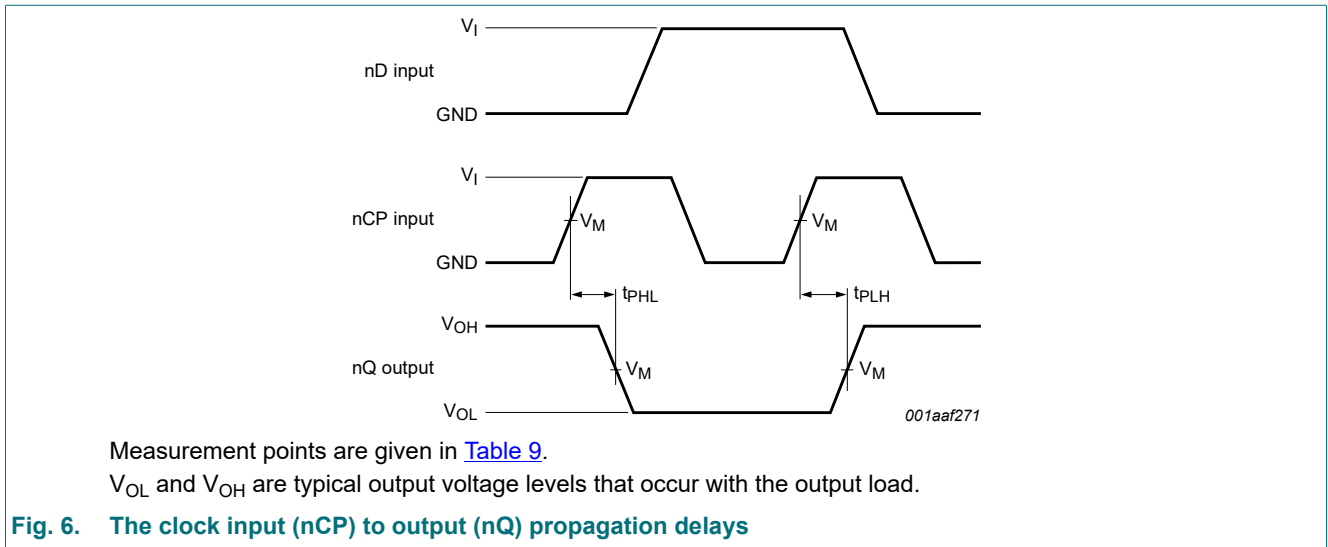 V_I
nD input
GND
V_I
nCP input
V_M
V_M
GND
t_PHL
t_PLH
V_OH
nQ output
V_M
V_M
V_OL
001aaf271
Measurement points are given in Table 9.
V_OL and V_OH are typical output voltage levels that occur with the output load.
Fig. 6. The clock input (nCP) to output (nQ) propagation delays